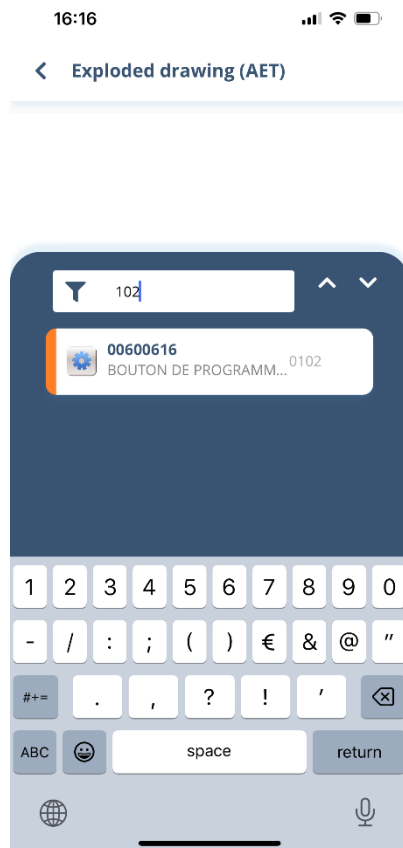 16:16
Exploded drawing (AET)
102
00600616
BOUTON DE PROGRAMM... 0102
1 2 3 4 5 6 7 8 9 0
- / : ; ( ) € & @ "
#+= . , ? ! '
ABC space return